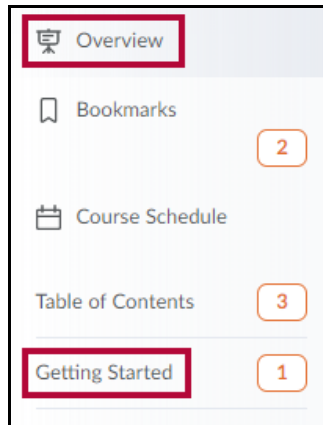 Overview
Bookmarks
2
Course Schedule
Table of Contents 3
Getting Started 1